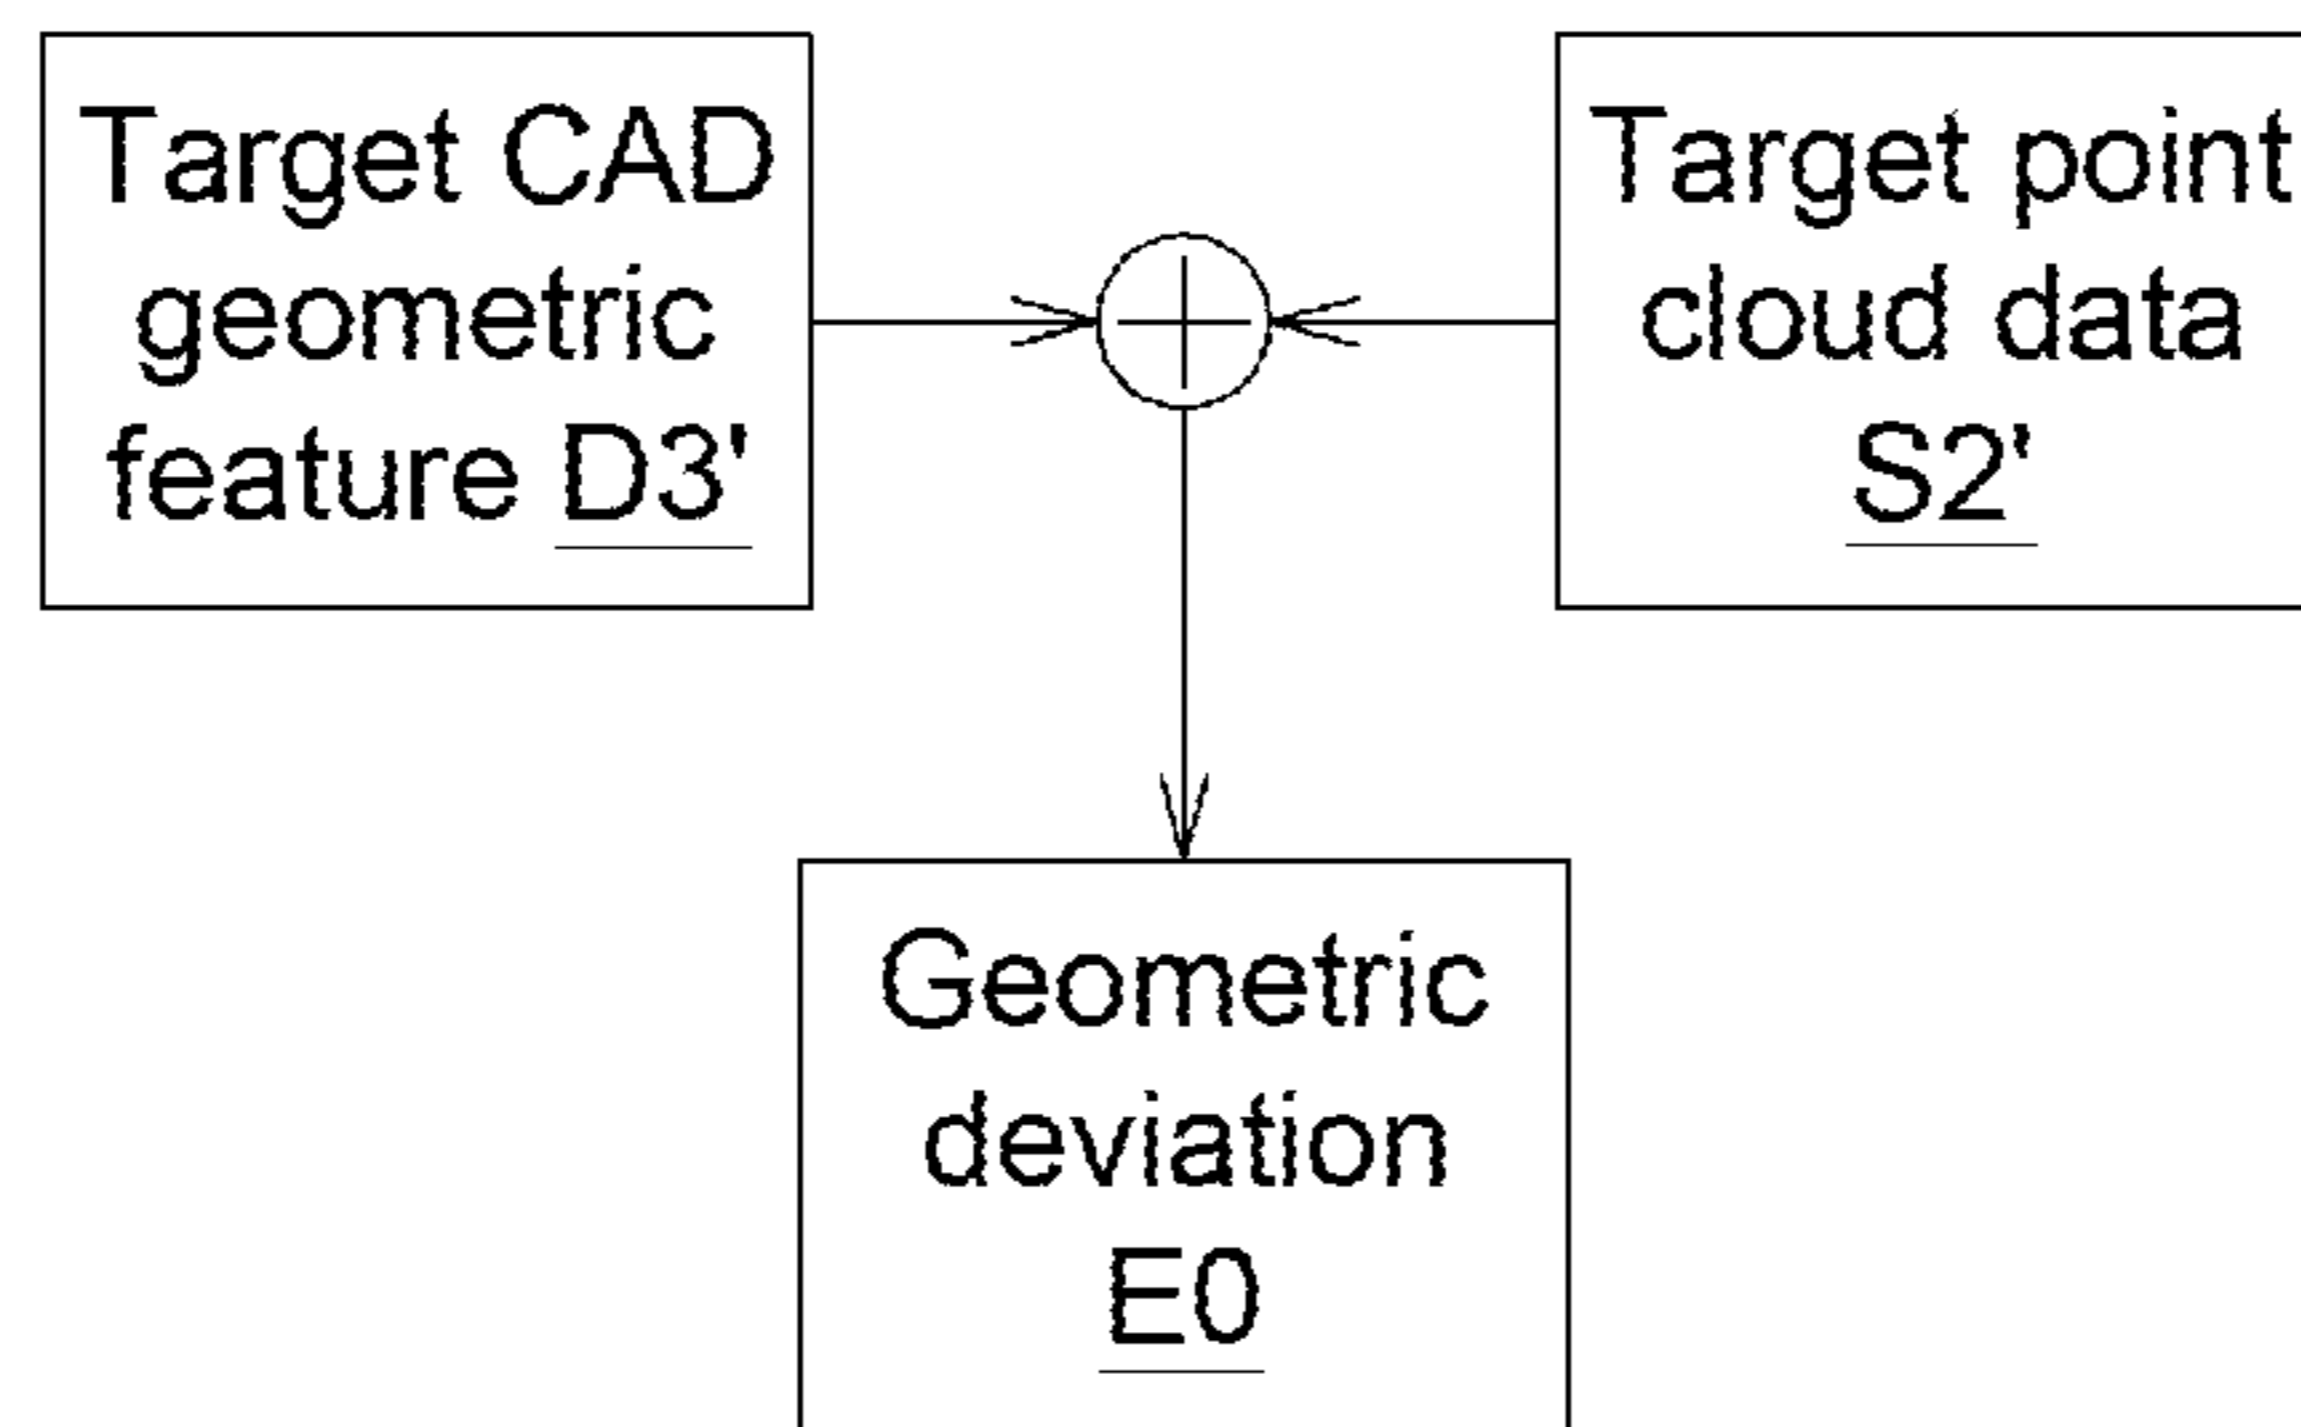 Target CAD
geometric
feature D3'
Target point
cloud data
S2'
Geometric
deviation
E0